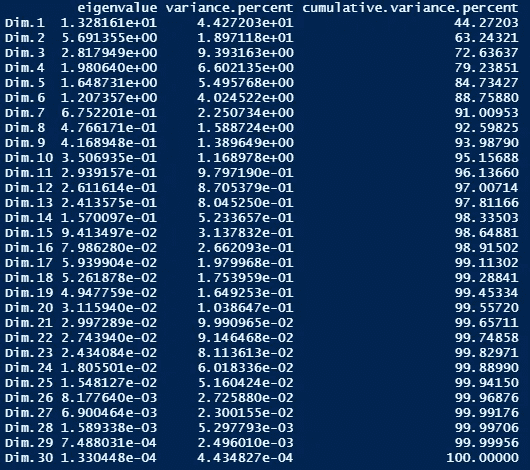 eigenvalue variance.percent cumulative.variance.percent
Dim.1 1.328161e+01 4.427203e+01 44.27203
Dim.2 5.691355e+00 1.897118e+01 63.24321
Dim.3 2.817949e+00 9.393163e+00 72.63637
Dim.4 1.980640e+00 6.602135e+00 79.23851
Dim.5 1.648731e+00 5.495768e+00 84.73427
Dim.6 1.207357e+00 4.024522e+00 88.75880
Dim.7 6.752201e-01 2.250734e+00 91.00953
Dim.8 4.766171e-01 1.588724e+00 92.59825
Dim.9 4.168948e-01 1.389649e+00 93.98790
Dim.10 3.506935e-01 1.168978e+00 95.15688
Dim.11 2.939157e-01 9.797190e-01 96.13660
Dim.12 2.611614e-01 8.705379e-01 97.00714
Dim.13 2.413575e-01 8.045250e-01 97.81166
Dim.14 1.570097e-01 5.233657e-01 98.33503
Dim.15 9.413497e-02 3.137832e-01 98.64881
Dim.16 7.986280e-02 2.662093e-01 98.91502
Dim.17 5.939904e-02 1.979968e-01 99.11302
Dim.18 5.261878e-02 1.753959e-01 99.28841
Dim.19 4.947759e-02 1.649253e-01 99.45334
Dim.20 3.115940e-02 1.038647e-01 99.55720
Dim.21 2.997289e-02 9.990965e-02 99.65711
Dim.22 2.743940e-02 9.146468e-02 99.74858
Dim.23 2.434084e-02 8.113613e-02 99.82971
Dim.24 1.805501e-02 6.018336e-02 99.88990
Dim.25 1.548127e-02 5.160424e-02 99.94150
Dim.26 8.177640e-03 2.725880e-02 99.96876
Dim.27 6.900464e-03 2.300155e-02 99.99176
Dim.28 1.589338e-03 5.297793e-03 99.99706
Dim.29 7.488031e-04 2.496010e-03 99.99956
Dim.30 1.330448e-04 4.434827e-04 100.00000